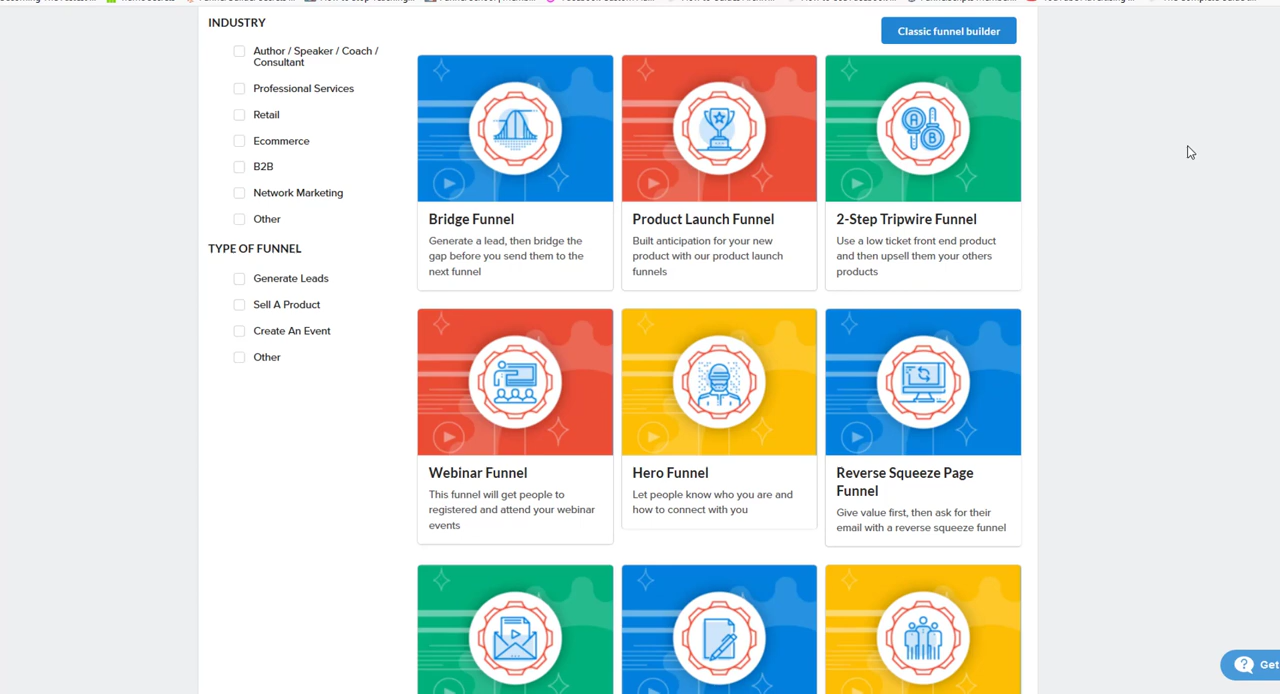 INDUSTRY
Classic funnel builder
Author / Speaker / Coach /
Consultant
Professional Services
Retail
Ecommerce
B2B
Network Marketing
Other
TYPE OF FUNNEL
Generate Leads
Sell A Product
Create An Event
Other
Bridge Funnel
Generate a lead, then bridge the
gap before you send them to the
next funnel
Product Launch Funnel
Built anticipation for your new
product with our product launch
funnels
A
B
2-Step Tripwire Funnel
Use a low ticket front end product
and then upsell them your others
products
Webinar Funnel
This funnel will get people to
registered and attend your webinar
events
Hero Funnel
Let people know who you are and
how to connect with you
Reverse Squeeze Page
Funnel
Give value first, then ask for their
email with a reverse squeeze funnel
? Get